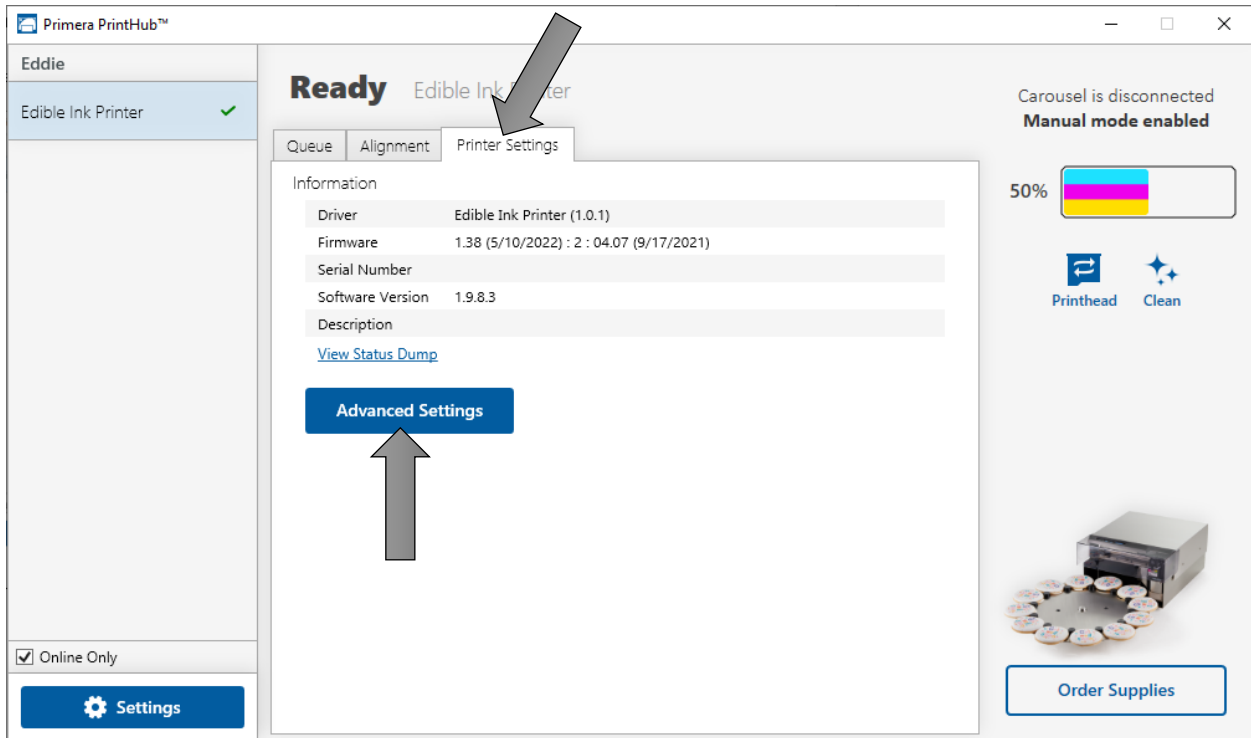 Primera PrintHub™
Eddie
Edible Ink Printer
Online Only
Settings
Ready
Edible Ink
Queue
Alignment
Printer Settings
Information
Driver Edible Ink Printer (1.0.1)
Firmware 1.38 (5/10/2022) : 2 : 04.07 (9/17/2021)
Serial Number
Software Version 1.9.8.3
Description
View Status Dump
Advanced Settings
Carousel is disconnected
Manual mode enabled
50%
Printhead
Clean
Order Supplies